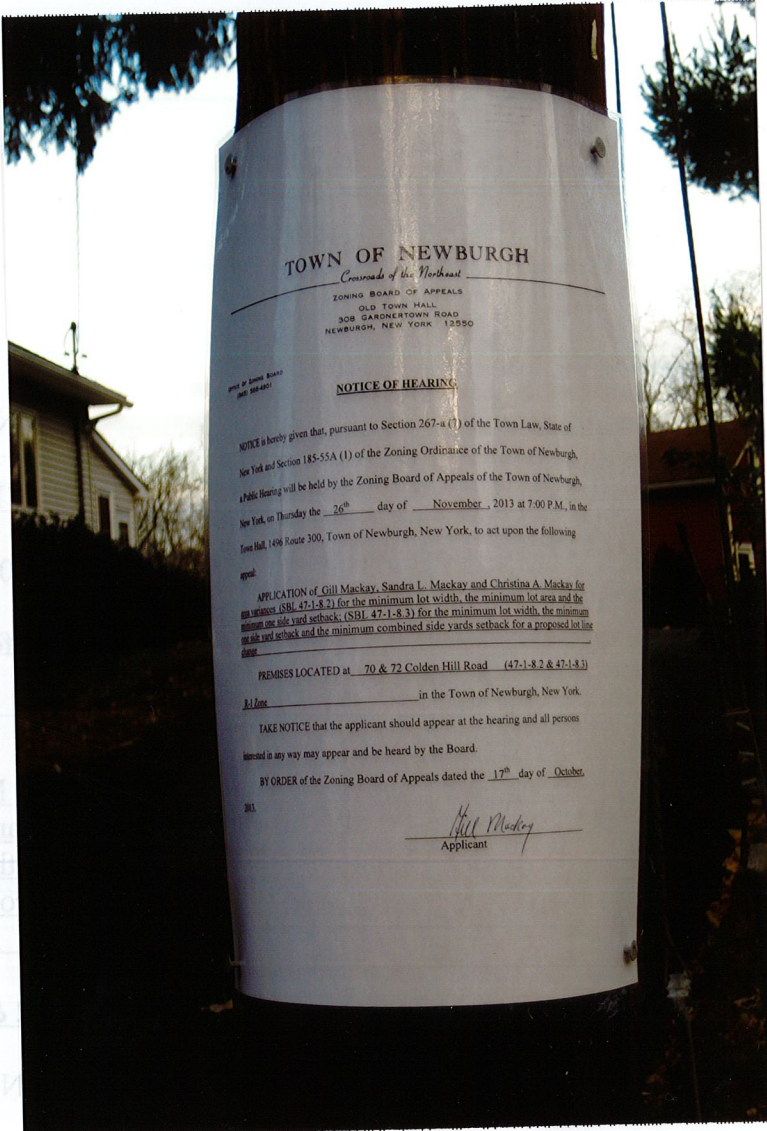 TOWN OF NEWBURGH
Crossroads of the Northeast
ZONING BOARD OF APPEALS
OLD TOWN HALL
308 GARDNERTOWN ROAD
NEWBURGH, NEW YORK 12550
OFFICE OF ZONING BOARD
NOTICE OF HEARING
NOTICE is hereby given that, pursuant to Section 267-a (7) of the Town Law, State of
New York and Section 185-55A (1) of the Zoning Ordinance of the Town of Newburgh,
a Public Hearing will be held by the Zoning Board of Appeals of the Town of Newburgh,
New York, on Thursday the 26th day of November , 2013 at 7:00 P.M., in the
Town Hall, 1496 Route 300, Town of Newburgh, New York, to act upon the following
appeal:
APPLICATION of Gill Mackay, Sandra L. Mackay and Christina A. Mackay for
area variances (SBL 47-1-8.2) for the minimum lot width, the minimum lot area and the
minimum one side yard setback; (SBL 47-1-8.3) for the minimum lot width, the minimum
one side yard setback and the minimum combined side yards setback for a proposed lot line
change
PREMISES LOCATED at 70 & 72 Colden Hill Road (47-1-8.2 & 47-1-8.3)
R-1 Zone in the Town of Newburgh, New York.
TAKE NOTICE that the applicant should appear at the hearing and all persons
interested in any way may appear and be heard by the Board.
BY ORDER of the Zoning Board of Appeals dated the 17th day of October,
2013.
Gill Mackay
Applicant